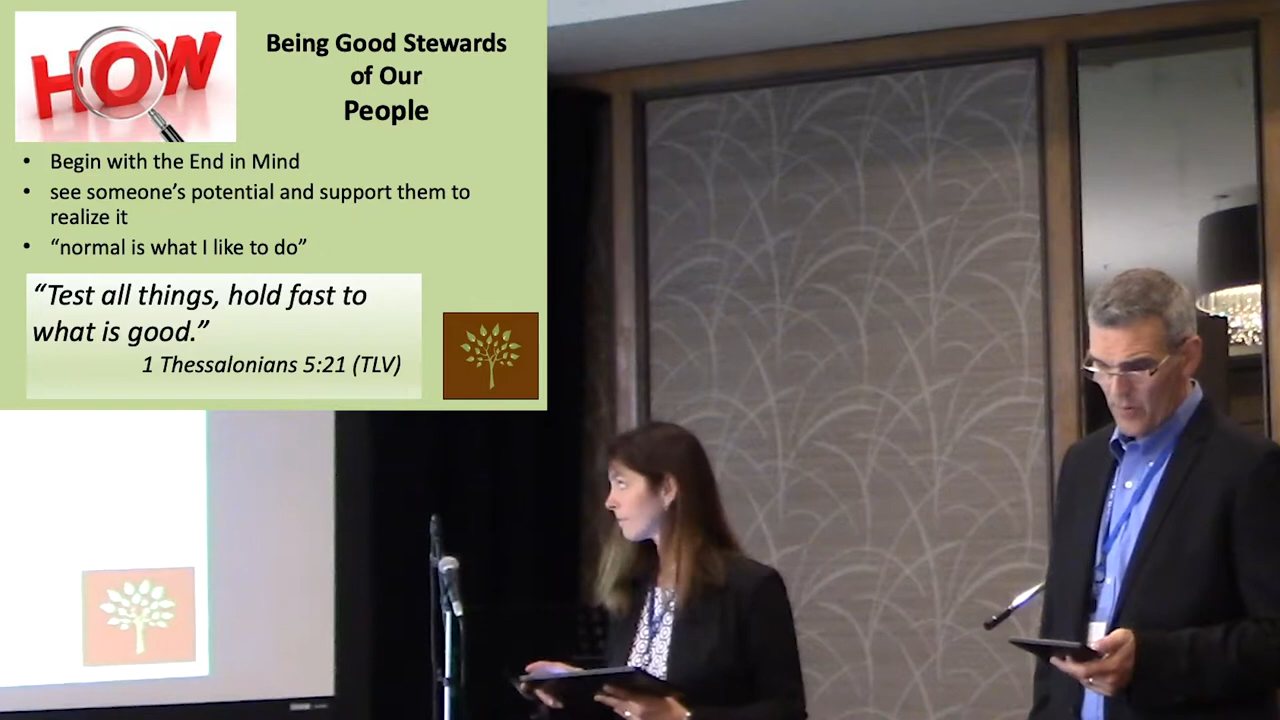 HOW
Being Good Stewards
of Our
People
• Begin with the End in Mind
• see someone’s potential and support them to
realize it
• “normal is what I like to do”
“Test all things, hold fast to
what is good.”
1 Thessalonians 5:21 (TLV)